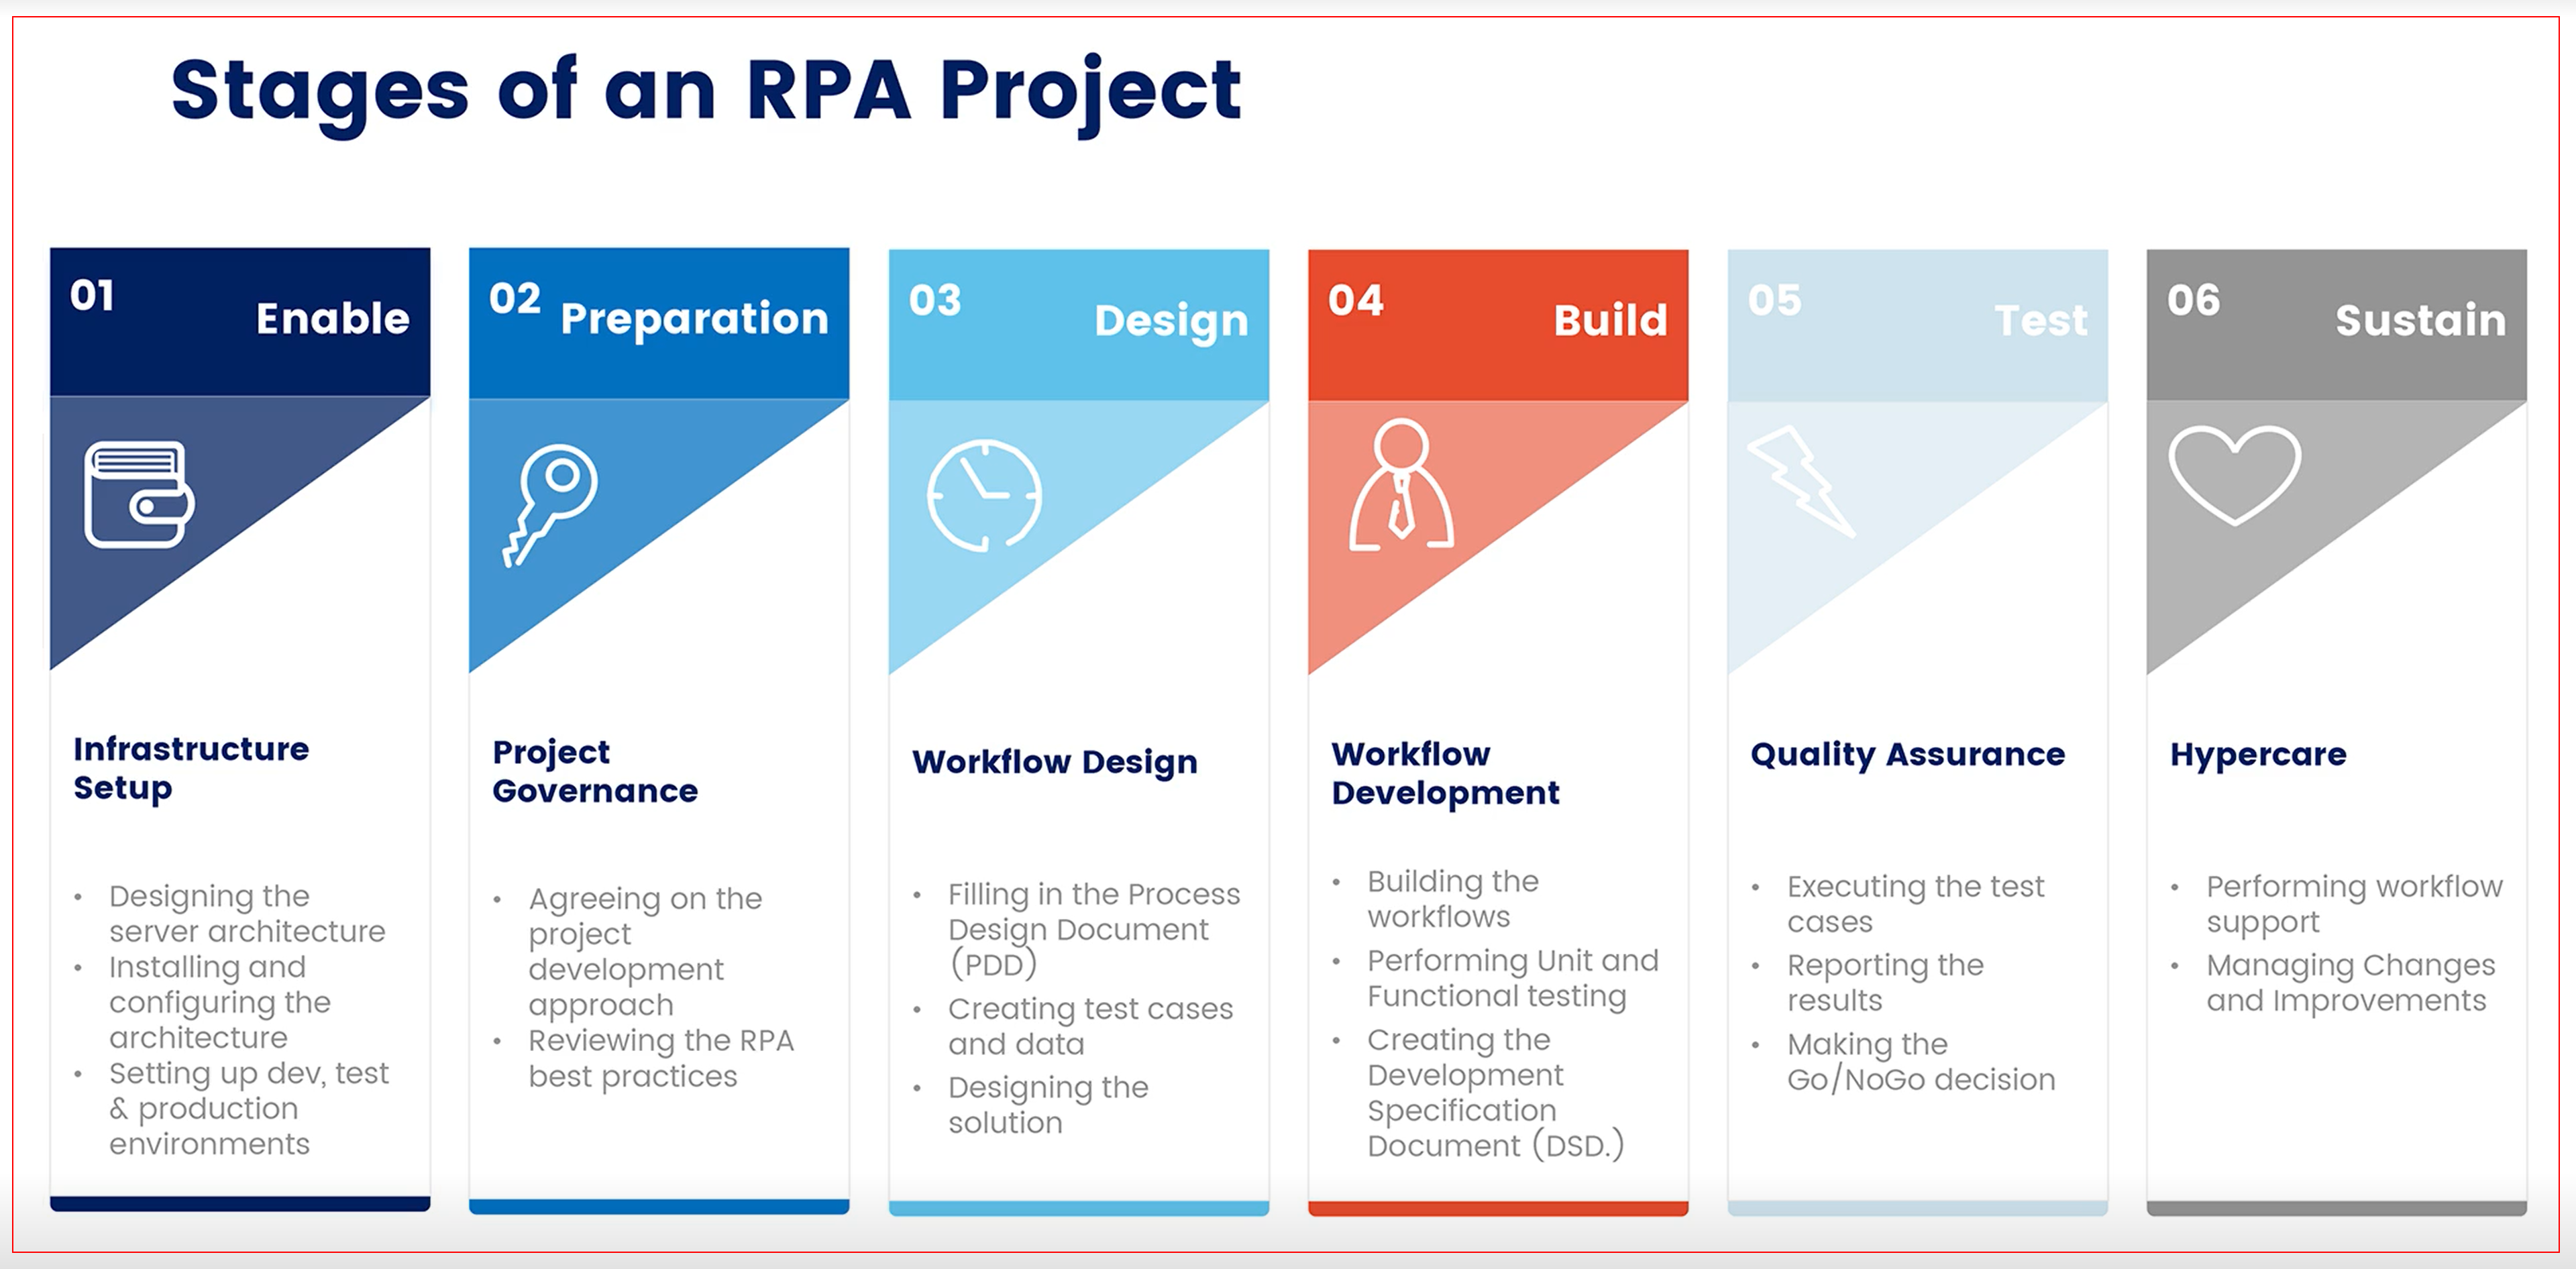 Stages of an RPA Project
01
Enable
Infrastructure
Setup
• Designing the
server architecture
• Installing and
configuring the
architecture
• Setting up dev, test
& production
environments
02
Preparation
Project
Governance
• Agreeing on the
project
development
approach
• Reviewing the RPA
best practices
03
Design
Workflow Design
• Filling in the Process
Design Document
(PDD)
• Creating test cases
and data
• Designing the
solution
04
Build
Workflow
Development
• Building the
workflows
• Performing Unit and
Functional testing
• Creating the
Development
Specification
Document (DSD.)
05
Test
Quality Assurance
• Executing the test
cases
• Reporting the
results
• Making the
Go/NoGo decision
06
Sustain
Hypercare
• Performing workflow
support
• Managing Changes
and Improvements